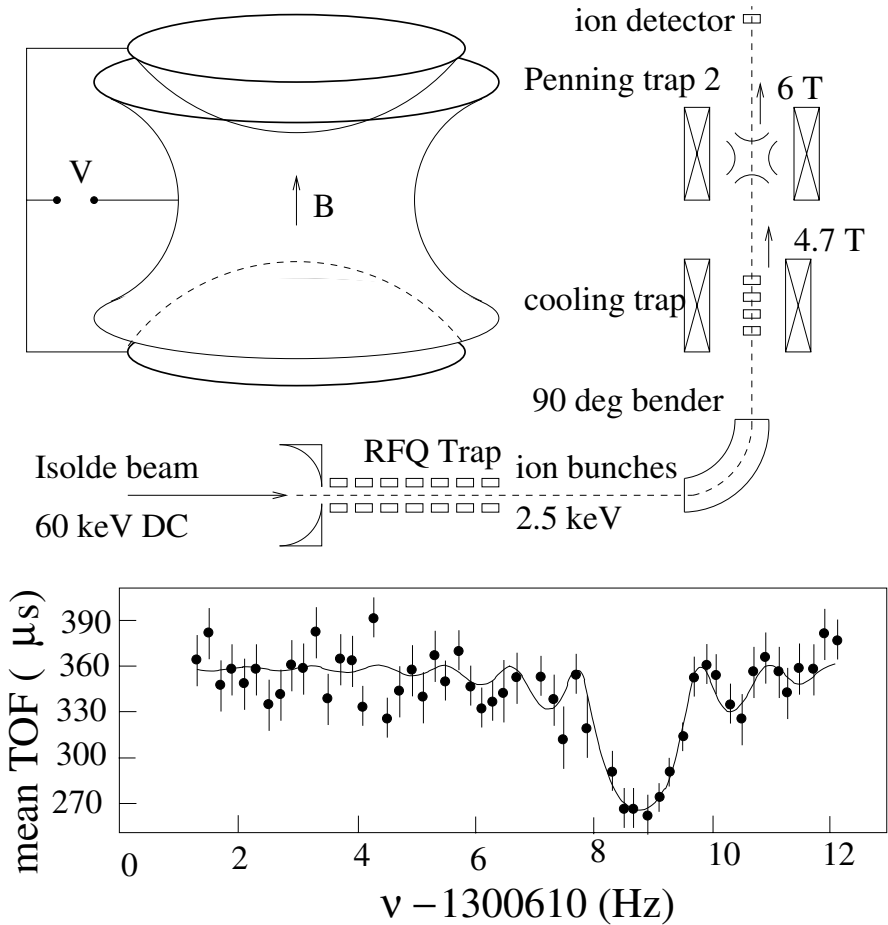 ion detector
Penning trap 2
6 T
V
B
4.7 T
cooling trap
90 deg bender
RFQ Trap
Isolde beam
ion bunches
60 keV DC
2.5 keV
mean TOF ( μs)
390
360
330
300
270
0 2 4 6 8 10 12
ν −1300610 (Hz)